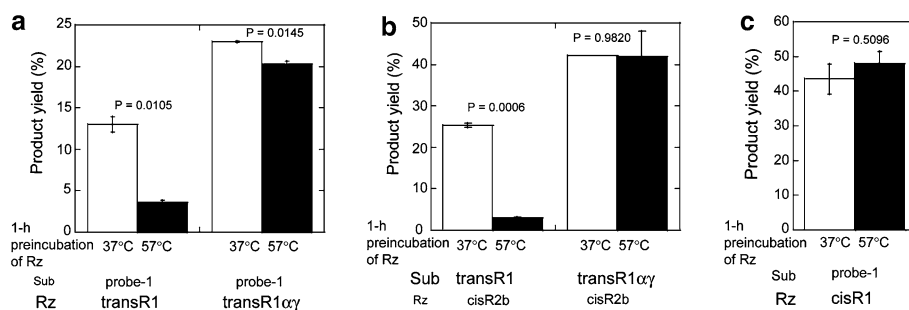 a
Product yield (%)
25
20
15
10
5
0
P = 0.0145
P = 0.0105
1-h
preincubation
of Rz
37°C 57°C
37°C 57°C
Sub
probe-1
probe-1
Rz
transR1
transR1αγ
b
Product yield (%)
50
40
30
20
10
0
P = 0.9820
P = 0.0006
1-h
preincubation
of Rz
37°C 57°C
37°C 57°C
Sub
transR1
transR1αγ
Rz
cisR2b
cisR2b
c
Product yield (%)
60
50
40
30
20
10
0
P = 0.5096
1-h
preincubation
of Rz
37°C 57°C
Sub
probe-1
Rz
cisR1